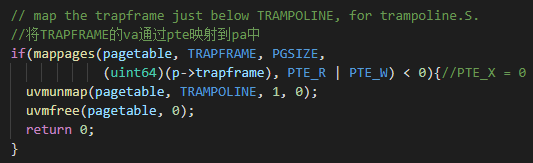 // map the trapframe just below TRAMPOLINE, for trampoline.S.
//将TRAPFRAME的va通过pte映射到pa中
if(mappages(pagetable, TRAPFRAME, PGSIZE,
(uint64)(p->trapframe), PTE_R | PTE_W) < 0){//PTE_X = 0
uvmunmap(pagetable, TRAMPOLINE, 1, 0);
uvmfree(pagetable, 0);
return 0;
}